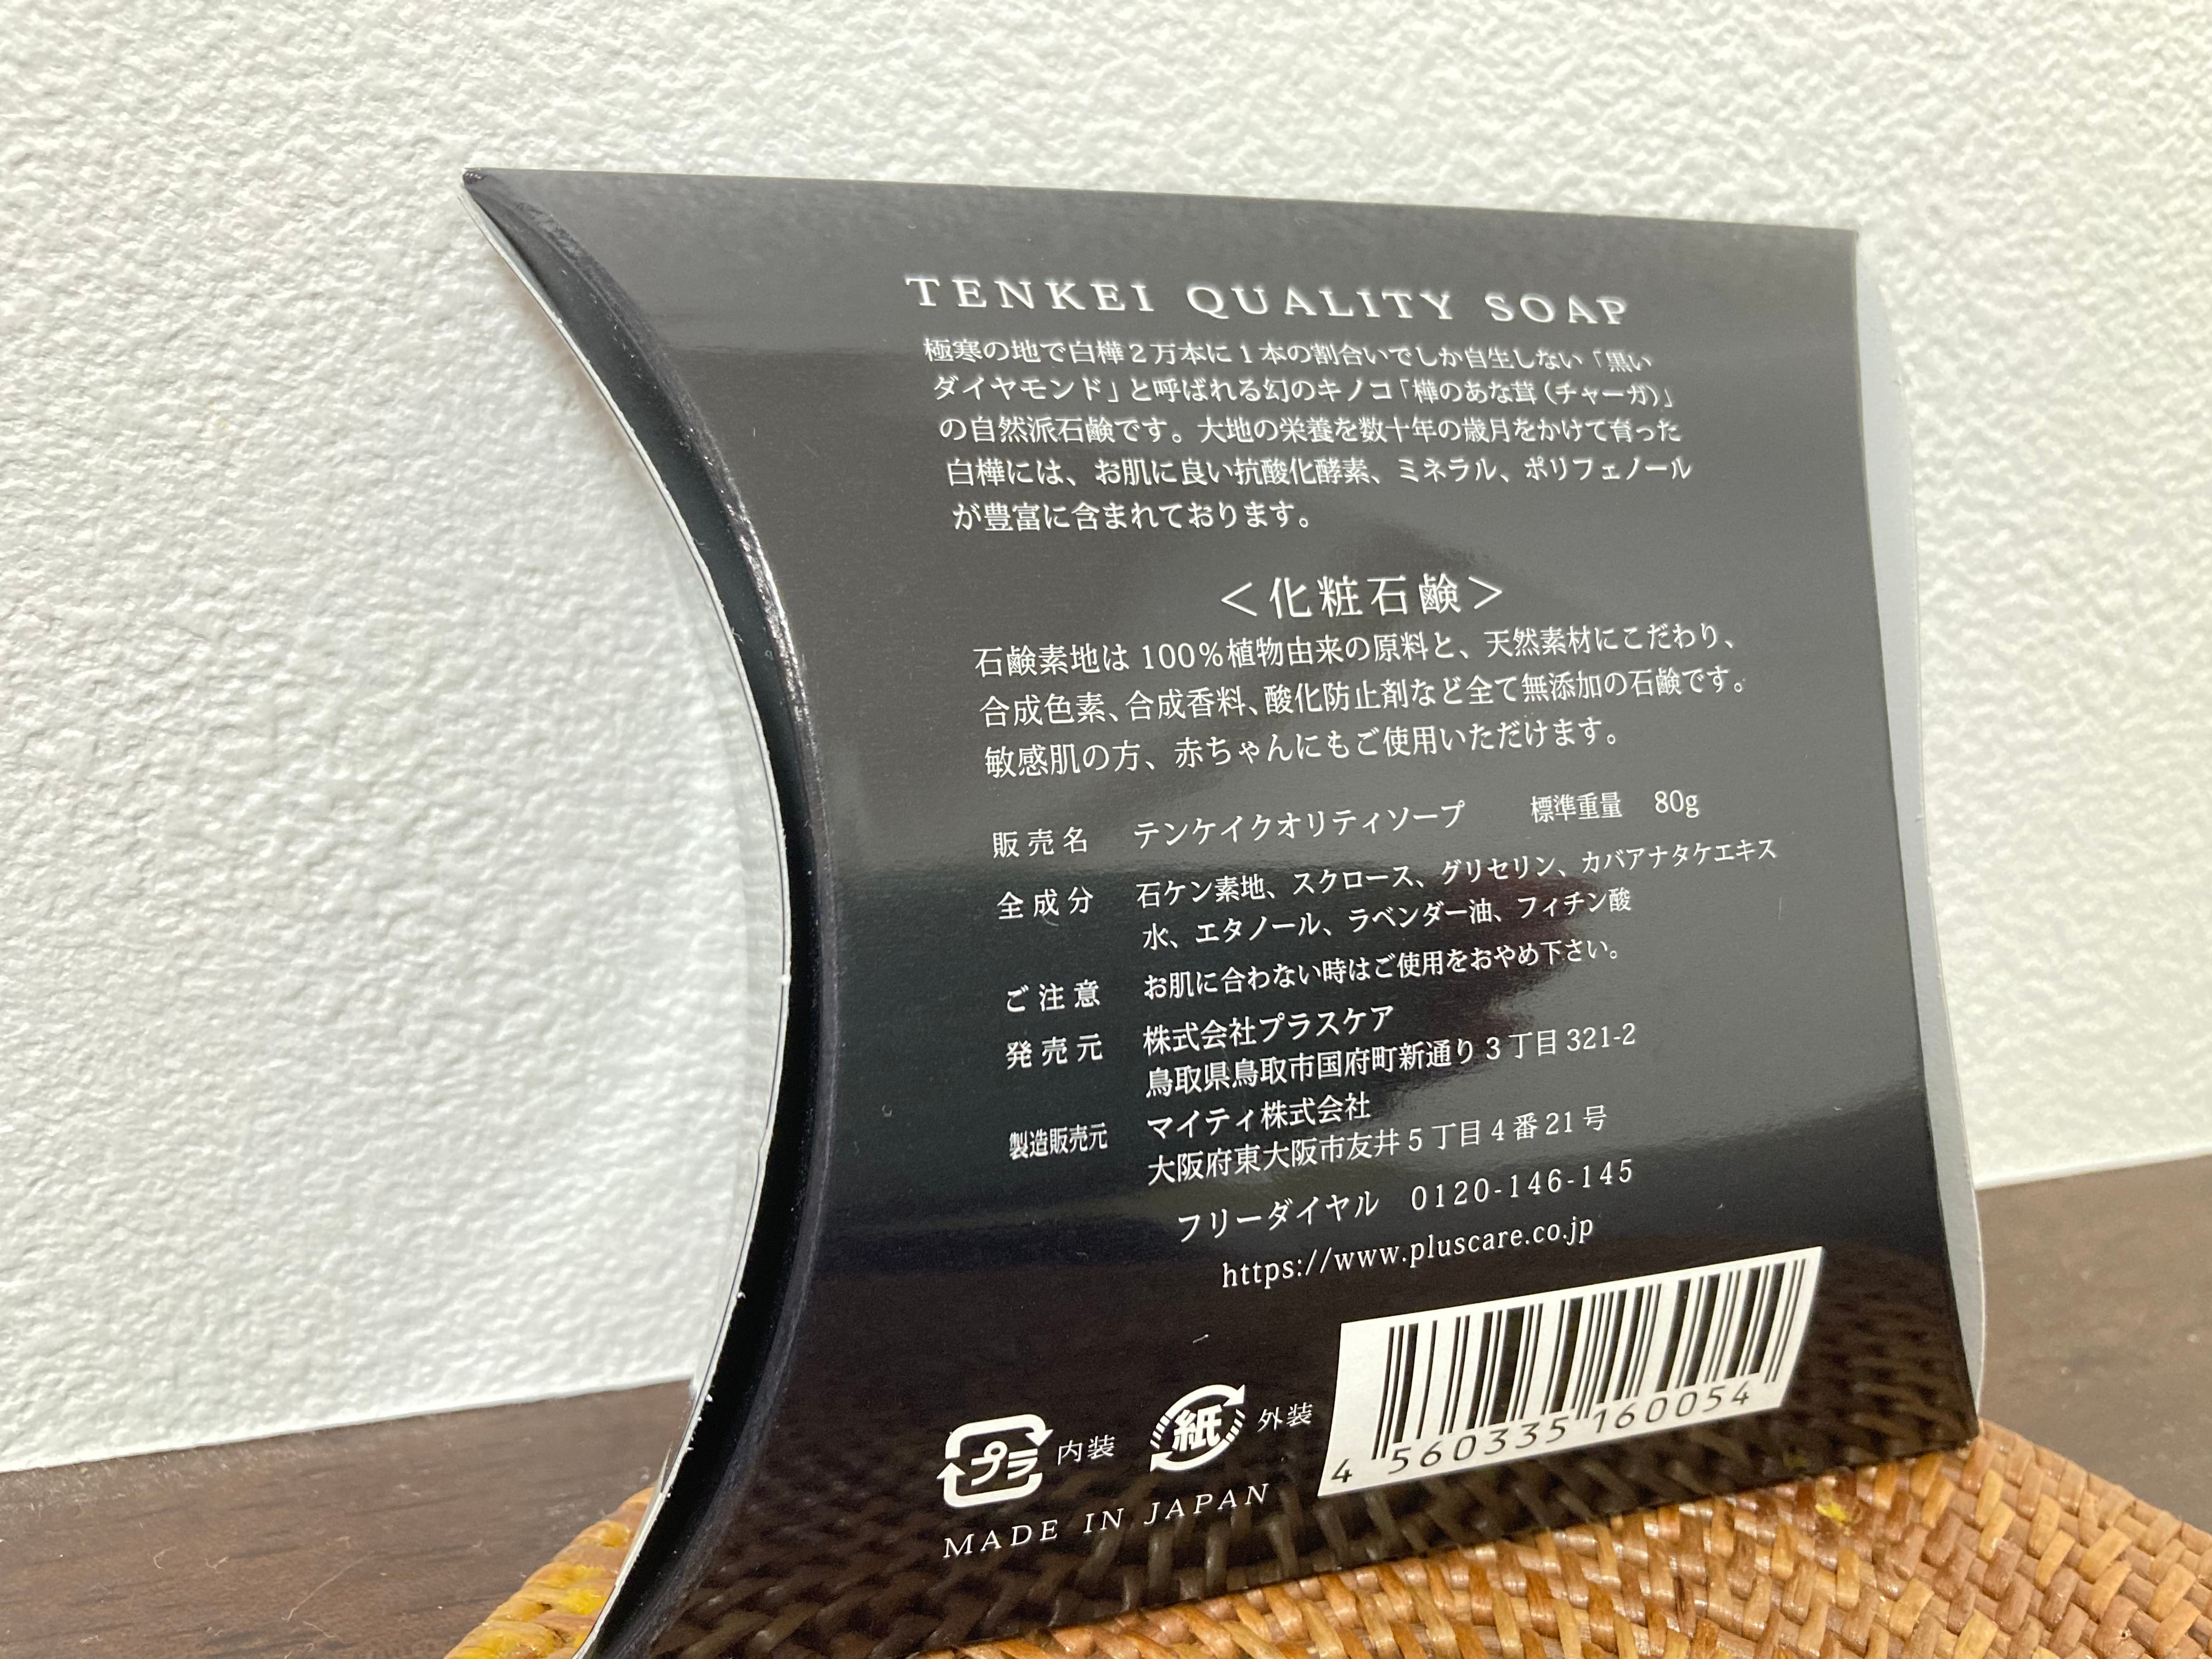 TENKEI QUALITY SOAP
極寒の地で白樺2万本に1本の割合いでしか自生しない「黒い
ダイヤモンド」と呼ばれる幻のキノコ「樺のあな茸(チャーガ)」
の自然派石鹸です。大地の栄養を数十年の歳月をかけて育った
白樺には、お肌に良い抗酸化酵素、ミネラル、ポリフェノール
が豊富に含まれております。
<化粧石鹸>
石鹸素地は100%植物由来の原料と、天然素材にこだわり、
合成色素、合成香料、酸化防止剤など全て無添加の石鹸です。
敏感肌の方、赤ちゃんにもご使用いただけます。
販売名 テンケイクオリティソープ 標準重量 80g
全成分 石ケン素地、スクロース、グリセリン、カバアナタケエキス
水、エタノール、ラベンダー油、フィチン酸
ご注意 お肌に合わない時はご使用をおやめ下さい。
発売元 株式会社プラスケア
鳥取県鳥取市国府町新通り3丁目321-2
製造販売元 マイティ株式会社
大阪府東大阪市友井5丁目4番21号
フリーダイヤル 0120-146-145
https://www.pluscare.co.jp
プラ 内装 紙 外装
4 560335 160054
MADE IN JAPAN